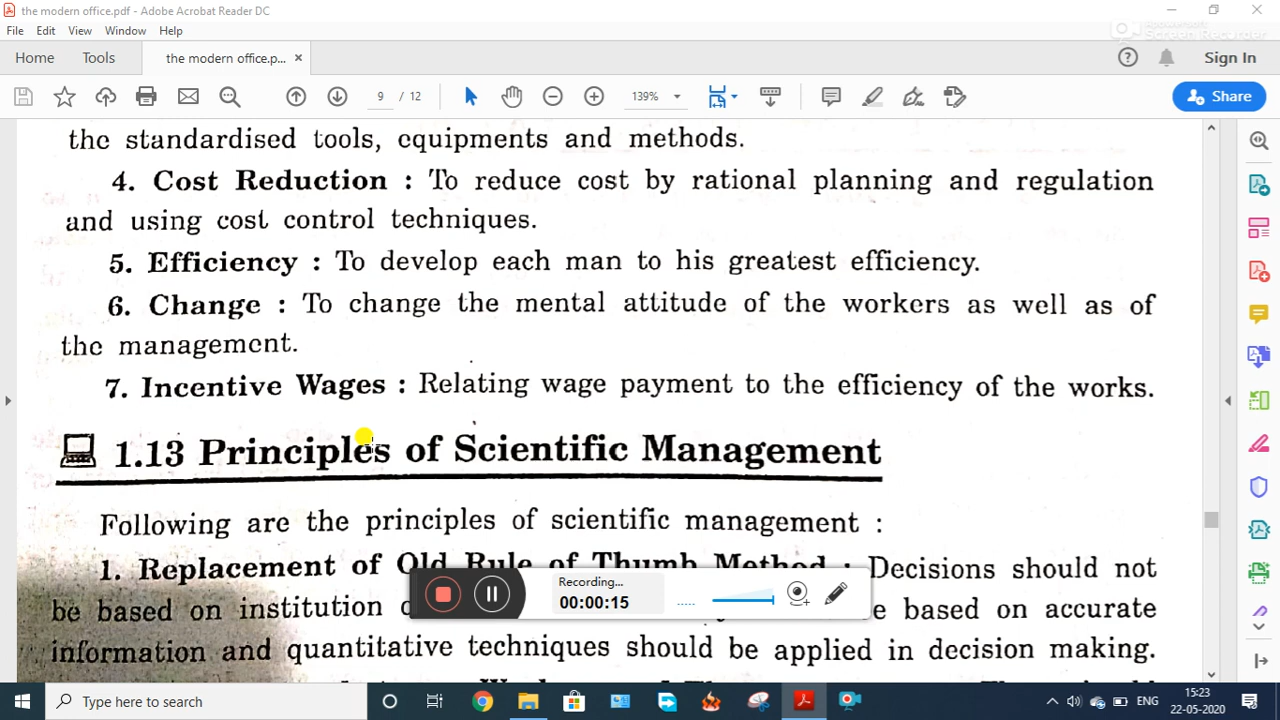 the modern office.pdf - Adobe Acrobat Reader DC
Apowersoft
Screen Recorder
File Edit View Window Help
Home Tools the modern office.p... × Sign In
9 / 12 139% Share
the standardised tools, equipments and methods.
4. Cost Reduction : To reduce cost by rational planning and regulation
and using cost control techniques.
5. Efficiency : To develop each man to his greatest efficiency.
6. Change : To change the mental attitude of the workers as well as of
the management.
7. Incentive Wages : Relating wage payment to the efficiency of the works.
1.13 Principles of Scientific Management
Following are the principles of scientific management :
1. Replacement of Old Rule of Thumb Method : Decisions should not
be based on institution be based on accurate
information and quantitative techniques should be applied in decision making.
Recording...
00:00:15
Type here to search
ENG
15:23
22-05-2020